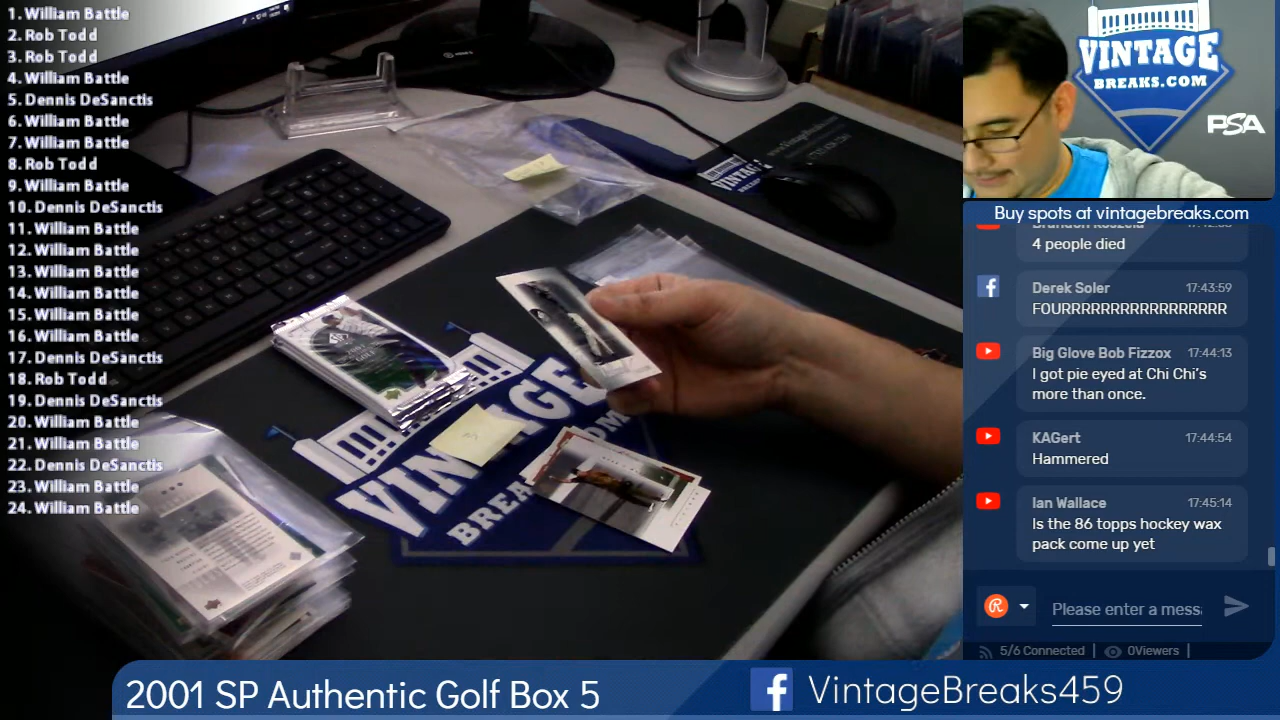 1. William Battle
2. Rob Todd
3. Rob Todd
4. William Battle
5. Dennis DeSanctis
6. William Battle
7. William Battle
8. Rob Todd
9. William Battle
10. Dennis DeSanctis
11. William Battle
12. William Battle
13. William Battle
14. William Battle
15. William Battle
16. William Battle
17. Dennis DeSanctis
18. Rob Todd
19. Dennis DeSanctis
20. William Battle
21. William Battle
22. Dennis DeSanctis
23. William Battle
24. William Battle
VINTAGE
BREAKS.COM
PSA
Buy spots at vintagebreaks.com
4 people died
Derek Soler 17:43:59
FOURRRRRRRRRRRRRRRRR
Big Glove Bob Fizzox 17:44:13
I got pie eyed at Chi Chi's
more than once.
KAGert 17:44:54
Hammered
Ian Wallace 17:45:14
Is the 86 topps hockey wax
pack come up yet
Please enter a messa
5/6 Connected | 0Viewers |
GOLF
2001 SP Authentic Golf Box 5
VintageBreaks459